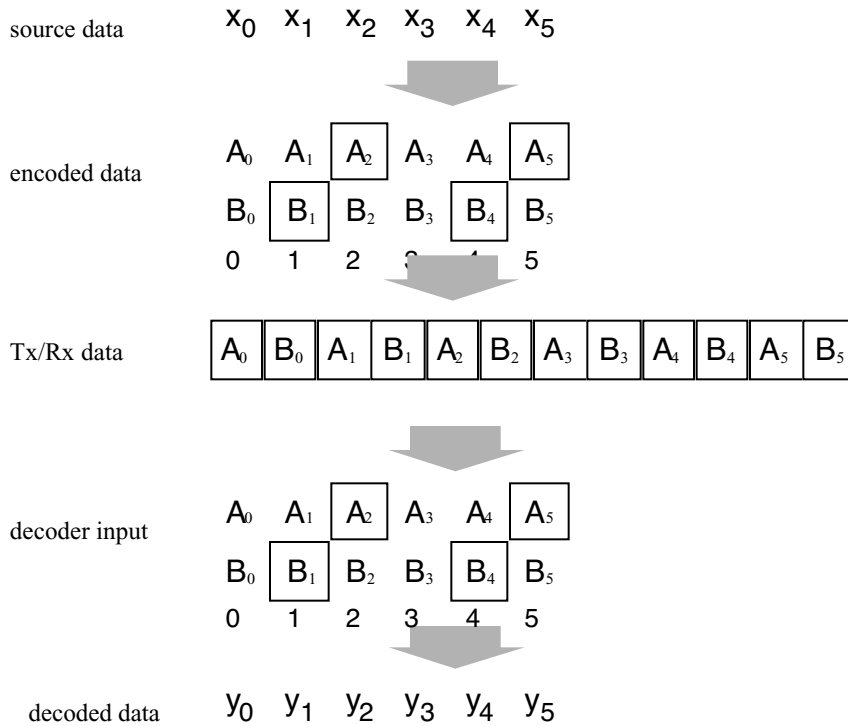 source data x0 x1 x2 x3 x4 x5
A0 A1 A2 A3 A4 A5
encoded data
B0 B1 B2 B3 B4 B5
0 1 2 3 4 5
Tx/Rx data A0 B0 A1 B1 A2 B2 A3 B3 A4 B4 A5 B5
A0 A1 A2 A3 A4 A5
decoder input
B0 B1 B2 B3 B4 B5
0 1 2 3 4 5
decoded data y0 y1 y2 y3 y4 y5